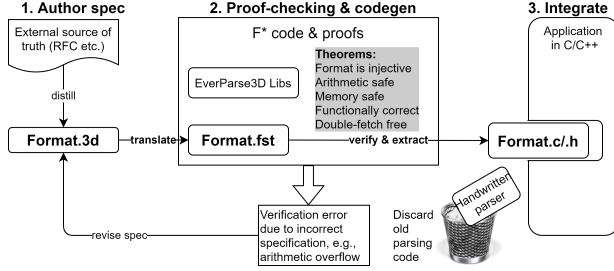 1. Author spec
External source of
truth (RFC etc.)
distill
Format.3d
translate
2. Proof-checking & codegen
F* code & proofs
EverParse3D Libs
Theorems:
Format is injective
Arithmetic safe
Memory safe
Functionally correct
Double-fetch free
Format.fst
verify & extract
3. Integrate
Application
in C/C++
Format.c/.h
revise spec
Verification error
due to incorrect
specification, e.g.,
arithmetic overflow
Discard
old
parsing
code
Handwritten
parser